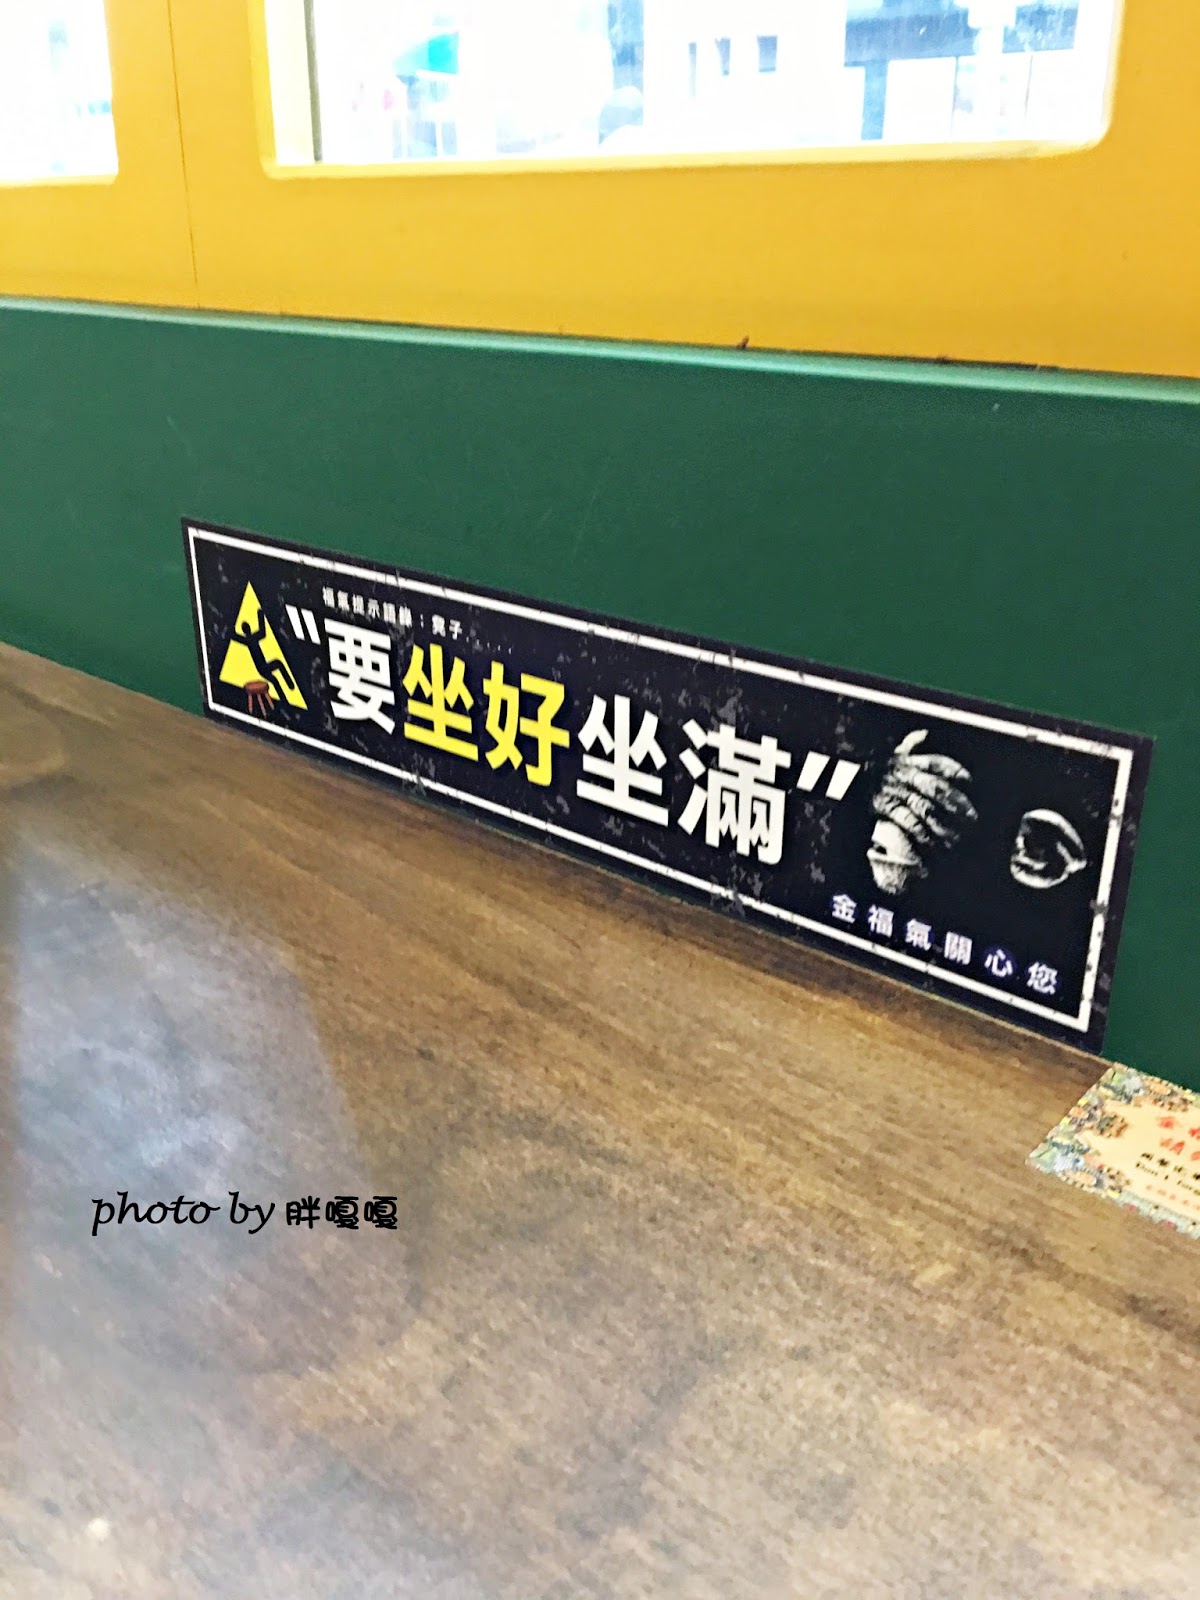 福氣提示語錄：凳子......
"要坐好坐滿"
金福氣關心您
photo by 胖嘎嘎